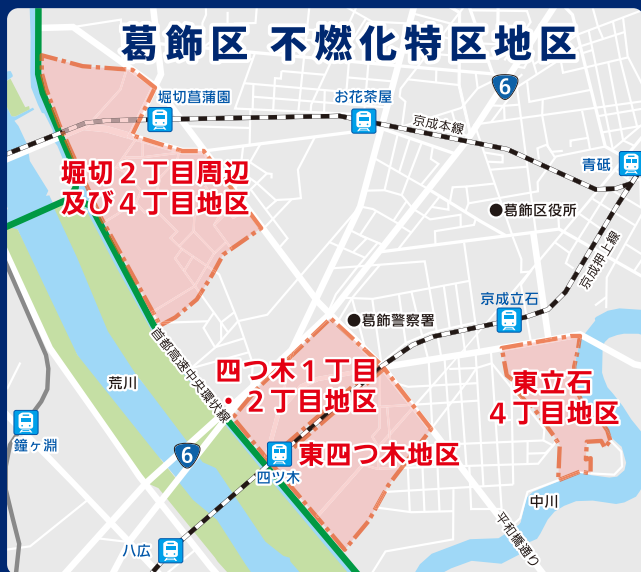 葛飾区 不燃化特区地区
6
堀切菖蒲園
お花茶屋
京成本線
青砥
堀切2丁目周辺
及び4丁目地区
●葛飾区役所
京成押上線
京成立石
●葛飾警察署
首都高速中央環状線
四つ木1丁目
・2丁目地区
東立石
4丁目地区
荒川
鐘ヶ淵
6
東四つ木地区
四ツ木
中川
平和橋通り
八広